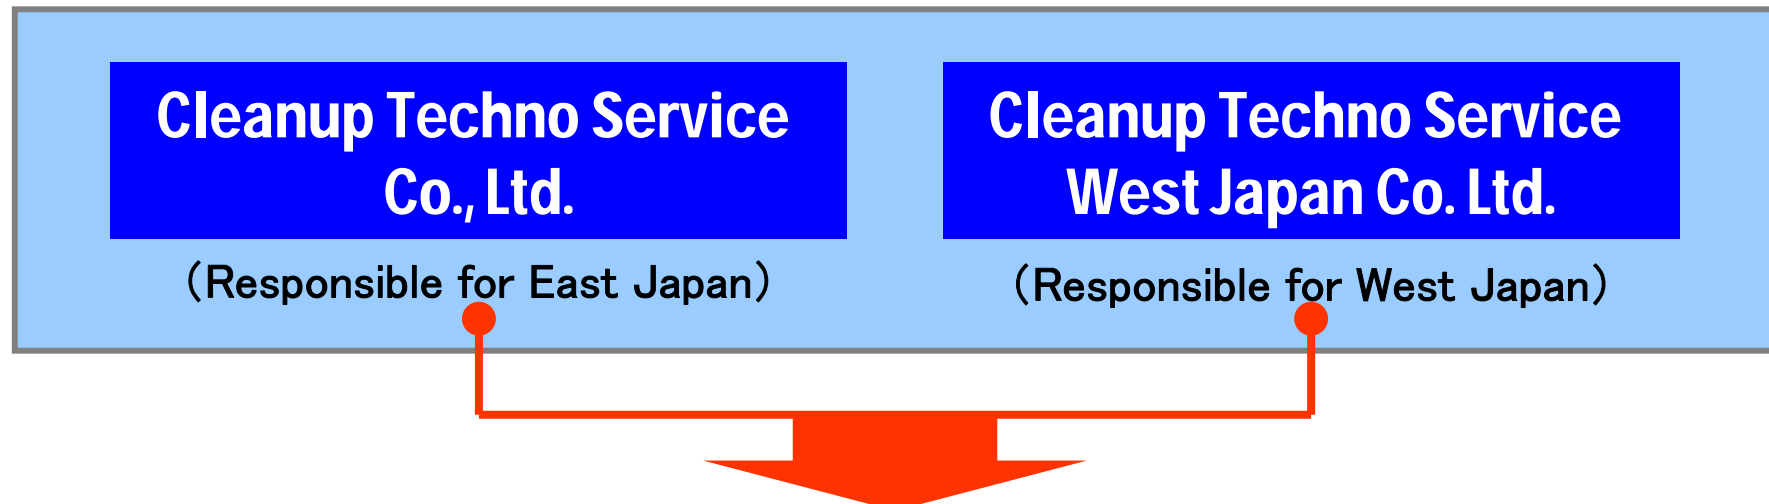 Cleanup Techno Service
Co., Ltd.
(Responsible for East Japan)
Cleanup Techno Service
West Japan Co. Ltd.
(Responsible for West Japan)